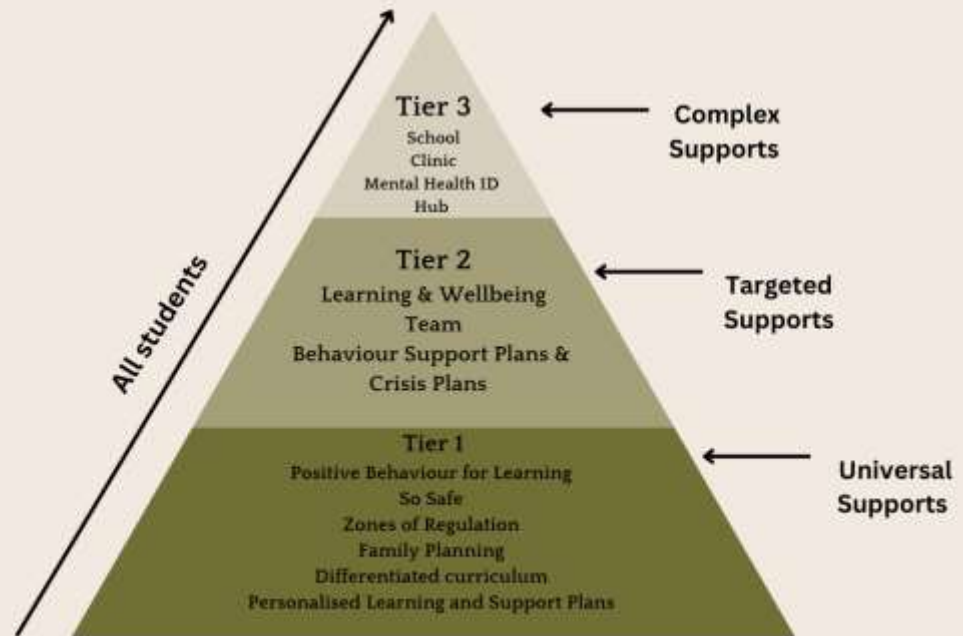 Tier 3
School
Clinic
Mental Health ID
Hub
Complex
Supports
Tier 2
Learning & Wellbeing
Team
Behaviour Support Plans &
Crisis Plans
Targeted
Supports
All students
Tier 1
Positive Behaviour for Learning
So Safe
Zones of Regulation
Family Planning
Differentiated curriculum
Personalised Learning and Support Plans
Universal
Supports